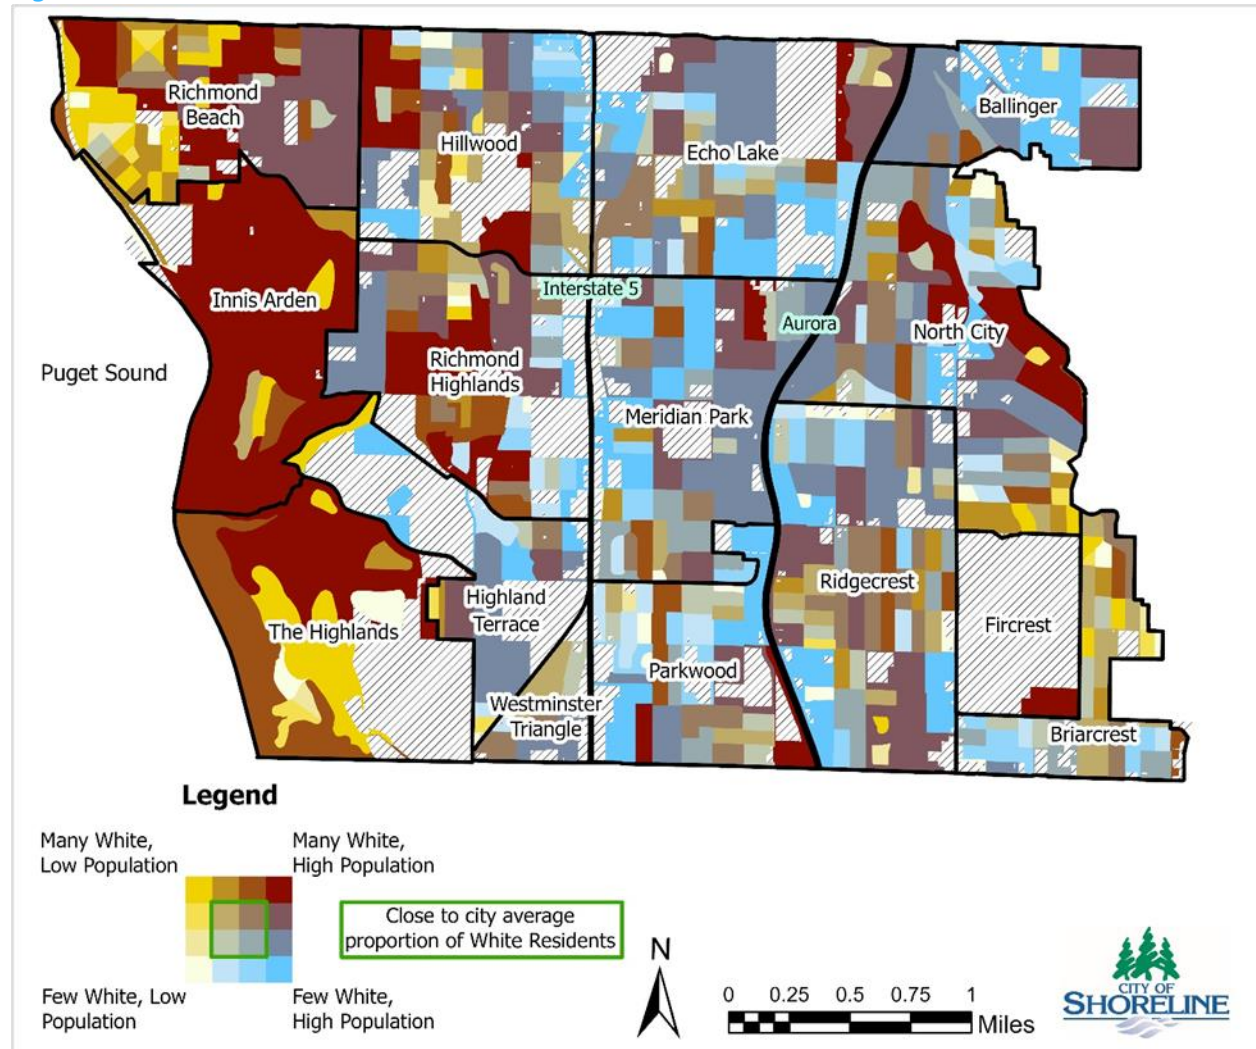 Richmond
Beach
Hillwood
Echo Lake
Ballinger
Innis Arden
Interstate 5
Aurora
North City
Puget Sound
Richmond
Highlands
Meridian Park
Ridgecrest
Highland
Terrace
Fircrest
The Highlands
Parkwood
Westminster
Triangle
Briarcrest
Legend
Many White,
Low Population
Many White,
High Population
Close to city average
proportion of White Residents
Few White, Low
Population
Few White,
High Population
N
0 0.25 0.5 0.75 1
Miles
CITY OF
SHORELINE